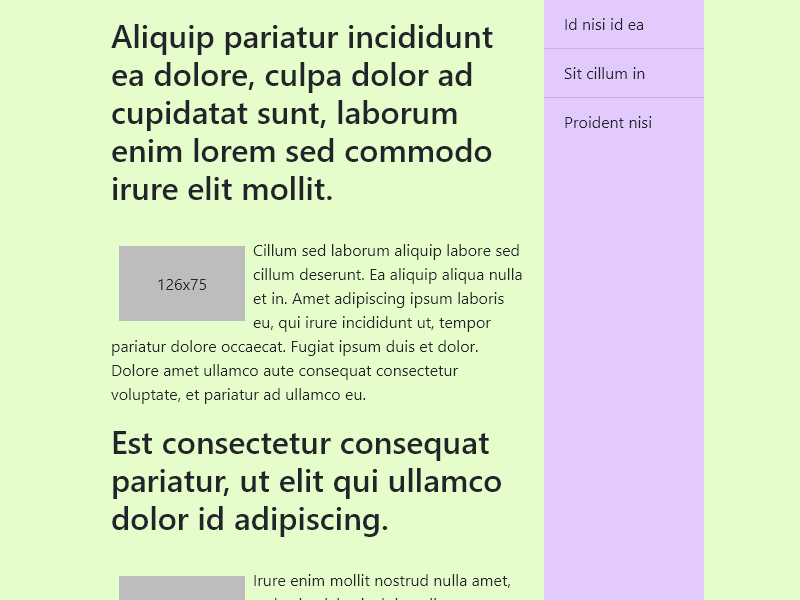 Aliquip pariatur incididunt
ea dolore, culpa dolor ad
cupidatat sunt, laborum
enim lorem sed commodo
irure elit mollit.
126x75
Cillum sed laborum aliquip labore sed
cillum deserunt. Ea aliquip aliqua nulla
et in. Amet adipiscing ipsum laboris
eu, qui irure incididunt ut, tempor
pariatur dolore occaecat. Fugiat ipsum duis et dolor.
Dolore amet ullamco aute consequat consectetur
voluptate, et pariatur ad ullamco eu.
Est consectetur consequat
pariatur, ut elit qui ullamco
dolor id adipiscing.
Irure enim mollit nostrud nulla amet,
Id nisi id ea
Sit cillum in
Proident nisi